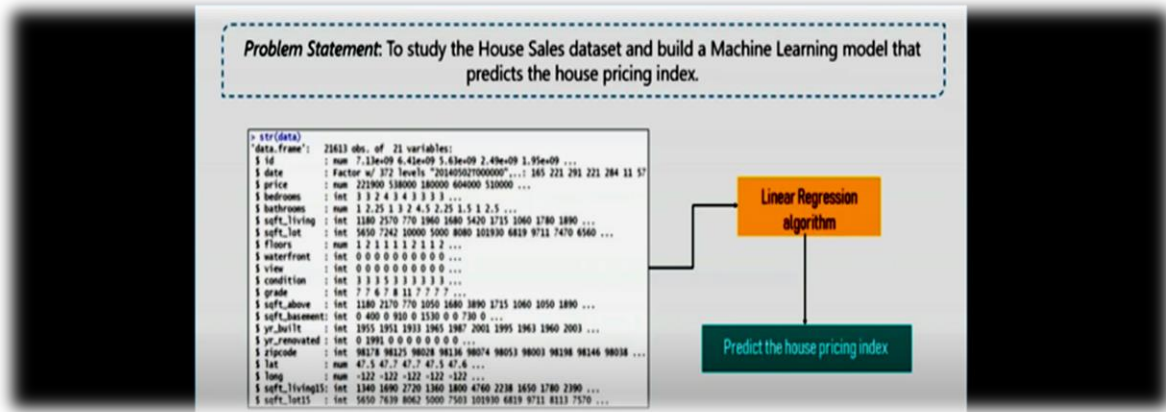 Problem Statement: To study the House Sales dataset and build a Machine Learning model that
predicts the house pricing index.
> str(data)
'data.frame': 21613 obs. of 21 variables:
$ id : num 7.13e+09 6.41e+09 5.63e+09 2.49e+09 1.95e+09 ...
$ date : Factor w/ 372 levels "20140502T000000",..: 165 221 291 221 284 11 57
$ price : num 221900 538000 180000 604000 510000 ...
$ bedrooms : int 3 3 2 4 3 4 3 3 3 3 ...
$ bathrooms : num 1 2.25 1 3 2 4.5 2.25 1.5 1 2.5 ...
$ sqft_living : int 1180 2570 770 1960 1680 5420 1715 1060 1780 1890 ...
$ sqft_lot : int 5650 7242 10000 5000 8080 101930 6819 9711 7470 6560 ...
$ floors : num 1 2 1 1 1 1 2 1 1 2 ...
$ waterfront : int 0 0 0 0 0 0 0 0 0 0 ...
$ view : int 0 0 0 0 0 0 0 0 0 0 ...
$ condition : int 3 3 3 5 3 3 3 3 3 3 ...
$ grade : int 7 7 6 7 8 11 7 7 7 7 ...
$ sqft_above : int 1180 2170 770 1050 1680 3890 1715 1060 1050 1890 ...
$ sqft_basement: int 0 400 0 910 0 1530 0 0 730 0 ...
$ yr_built : int 1955 1951 1933 1965 1987 2001 1995 1963 1960 2003 ...
$ yr_renovated : int 0 1991 0 0 0 0 0 0 0 0 ...
$ zipcode : int 98178 98125 98028 98136 98074 98053 98003 98198 98146 98038 ...
$ lat : num 47.5 47.7 47.7 47.5 47.6 ...
$ long : num -122 -122 -122 -122 -122 ...
$ sqft_living15: int 1340 1690 2720 1360 1800 4760 2238 1650 1780 2390 ...
$ sqft_lot15 : int 5650 7639 8062 5000 7503 101930 6819 9711 8113 7570 ...
Linear Regression
algorithm
Predict the house pricing index